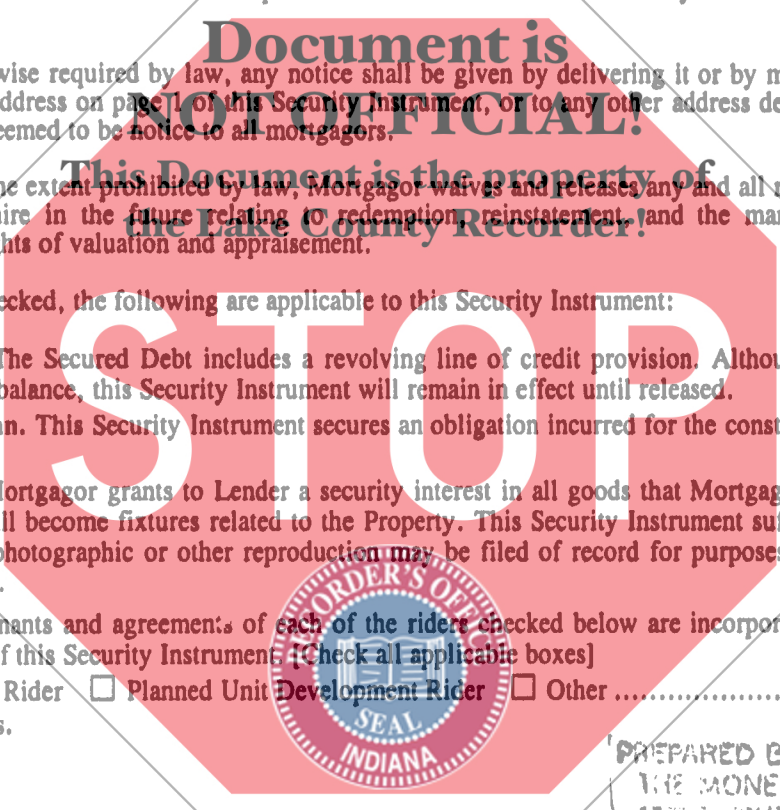 Document is
wise required by law, any notice shall be given by delivering it or by m
ddress on page 1 of this Security Instrument, or to any other address de
NOT OFFICIAL!
eemed to be notice to all mortgagors.
This Document is the property of
e extent prohibited by law, Mortgagor waives and releases any and all r
ire in the future relating to redemption, reinstatement, and the mar
the Lake County Recorder!
hts of valuation and appraisement.
ecked, the following are applicable to this Security Instrument:
STOP
The Secured Debt includes a revolving line of credit provision. Althou
balance, this Security Instrument will remain in effect until released.
an. This Security Instrument secures an obligation incurred for the const
Mortgagor grants to Lender a security interest in all goods that Mortgag
ll become fixtures related to the Property. This Security Instrument suf
photographic or other reproduction may be filed of record for purposes
.
RECORDER'S OFFICE
nants and agreements of each of the riders checked below are incorpor
f this Security Instrument. [Check all applicable boxes]
Rider ☐ Planned Unit Development Rider ☐ Other ....................
SEAL
s.
INDIANA
PREPARED B
THE MONE